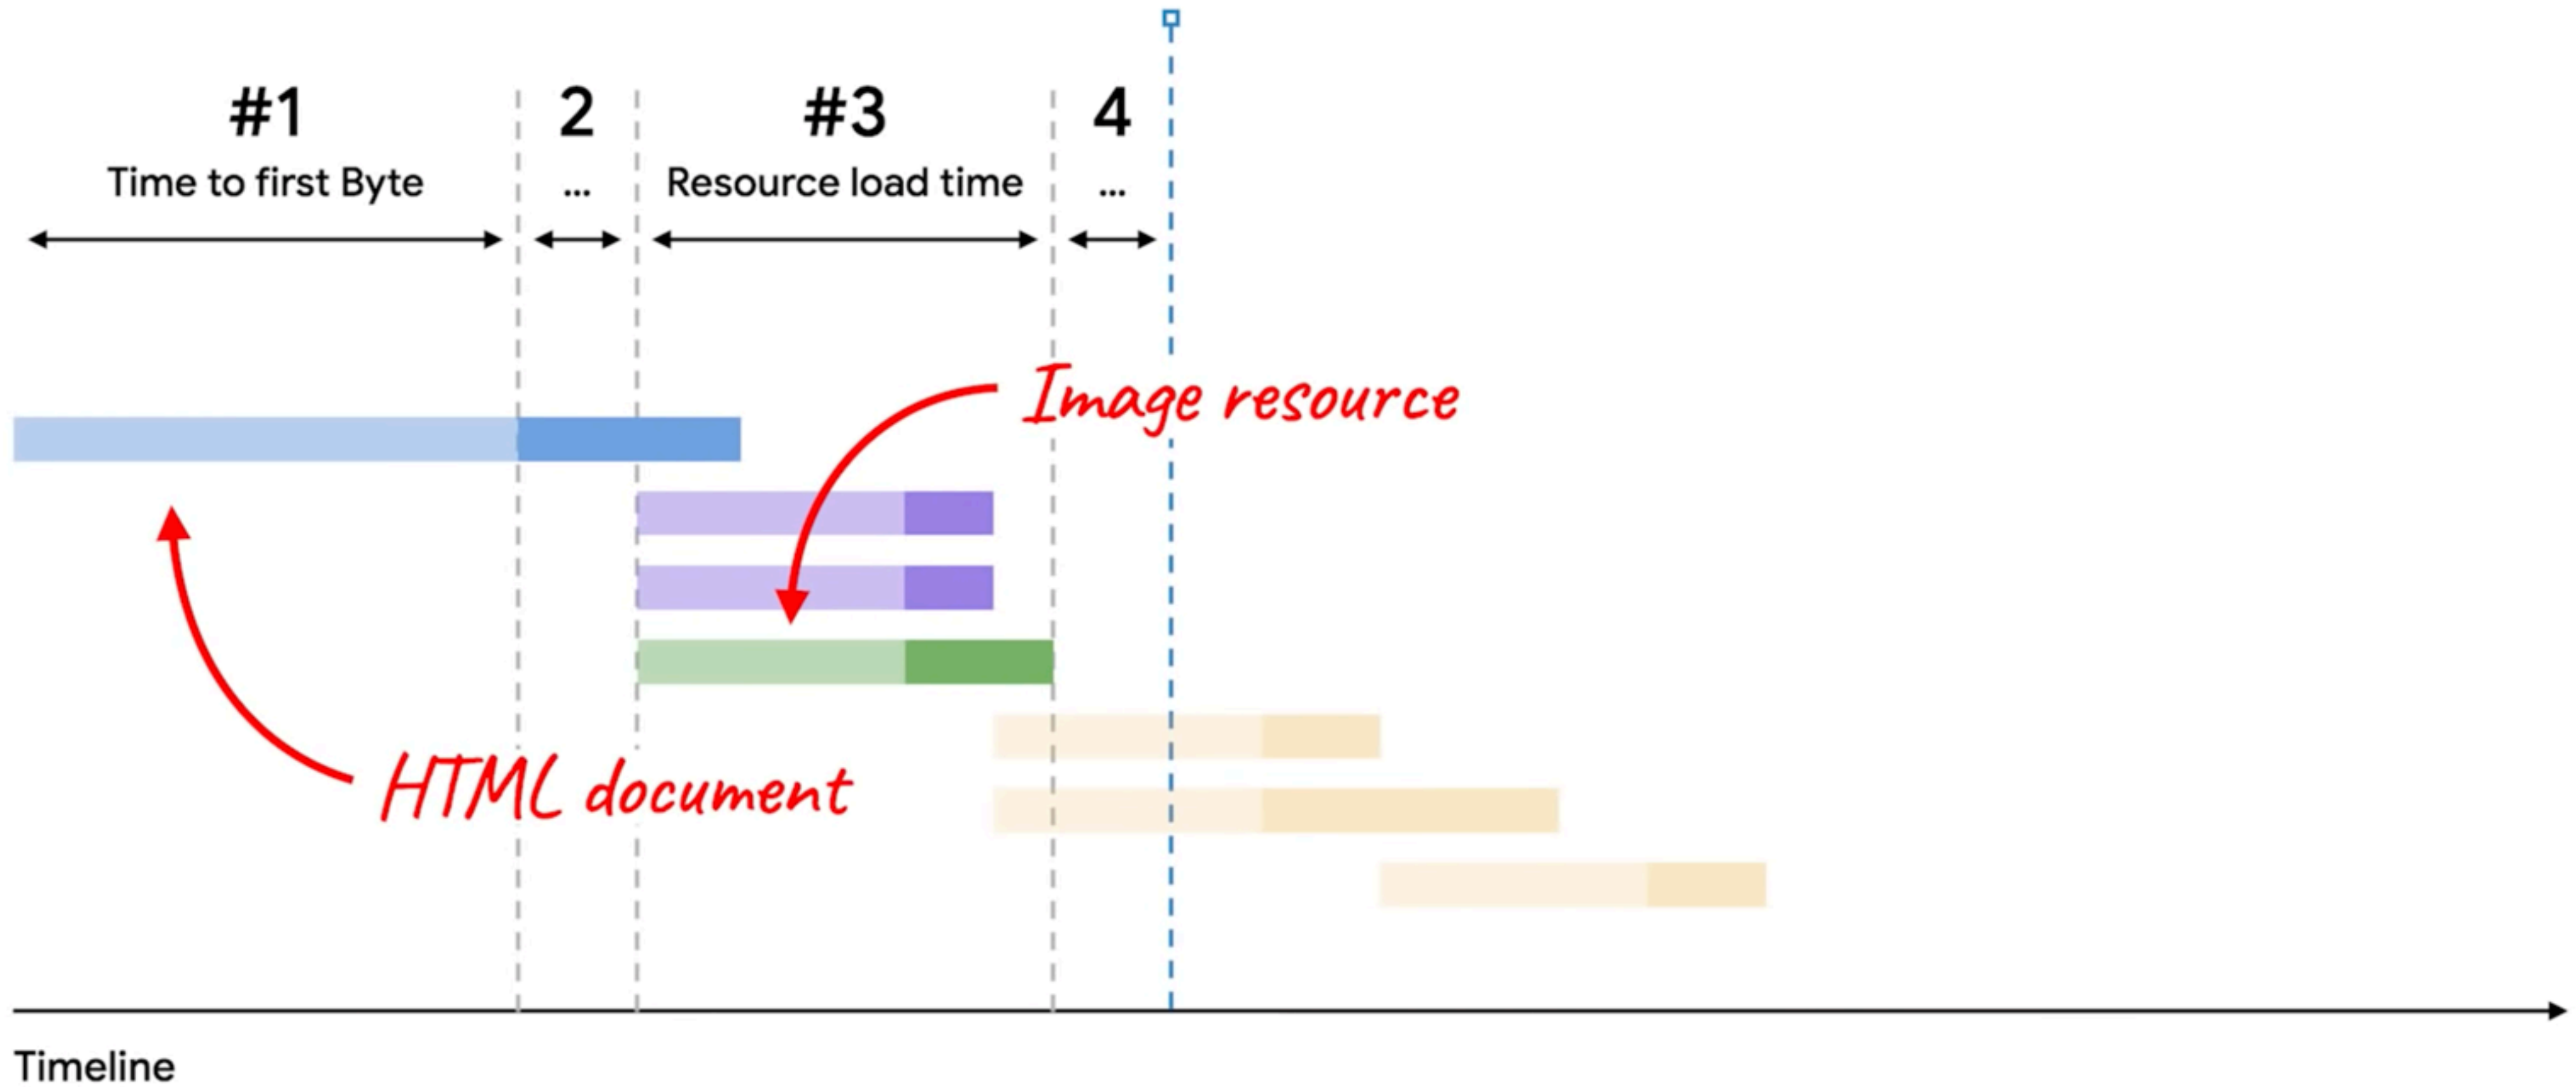 #1
Time to first Byte
2
...
#3
Resource load time
4
...
Image resource
HTML document
Timeline